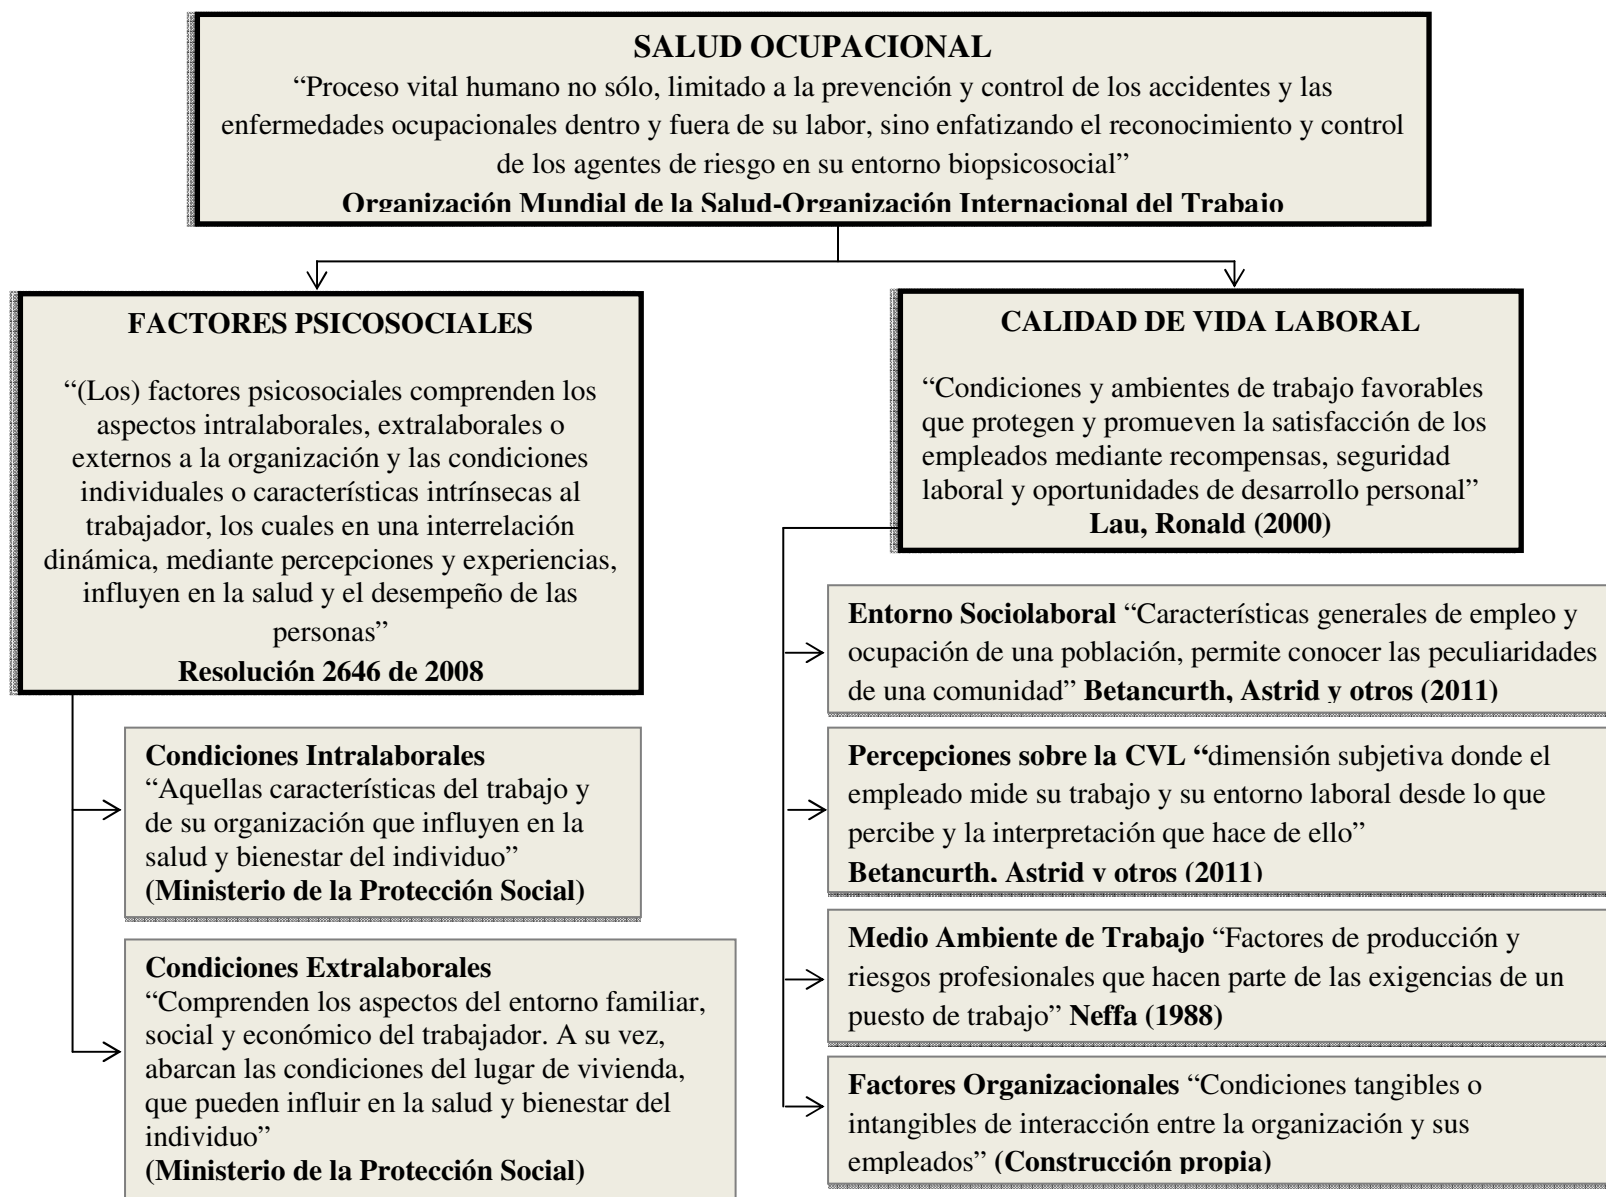 SALUD OCUPACIONAL
“Proceso vital humano no sólo, limitado a la prevención y control de los accidentes y las
enfermedades ocupacionales dentro y fuera de su labor, sino enfatizando el reconocimiento y control
de los agentes de riesgo en su entorno biopsicosocial”
Organización Mundial de la Salud-Organización Internacional del Trabajo
FACTORES PSICOSOCIALES
“(Los) factores psicosociales comprenden los
aspectos intralaborales, extralaborales o
externos a la organización y las condiciones
individuales o características intrínsecas al
trabajador, los cuales en una interrelación
dinámica, mediante percepciones y experiencias,
influyen en la salud y el desempeño de las
personas”
Resolución 2646 de 2008
Condiciones Intralaborales
“Aquellas características del trabajo y
de su organización que influyen en la
salud y bienestar del individuo”
(Ministerio de la Protección Social)
Condiciones Extralaborales
“Comprenden los aspectos del entorno familiar,
social y económico del trabajador. A su vez,
abarcan las condiciones del lugar de vivienda,
que pueden influir en la salud y bienestar del
individuo”
(Ministerio de la Protección Social)
CALIDAD DE VIDA LABORAL
“Condiciones y ambientes de trabajo favorables
que protegen y promueven la satisfacción de los
empleados mediante recompensas, seguridad
laboral y oportunidades de desarrollo personal”
Lau, Ronald (2000)
Entorno Sociolaboral “Características generales de empleo y
ocupación de una población, permite conocer las peculiaridades
de una comunidad” Betancurth, Astrid y otros (2011)
Percepciones sobre la CVL “dimensión subjetiva donde el
empleado mide su trabajo y su entorno laboral desde lo que
percibe y la interpretación que hace de ello”
Betancurth, Astrid y otros (2011)
Medio Ambiente de Trabajo “Factores de producción y
riesgos profesionales que hacen parte de las exigencias de un
puesto de trabajo” Neffa (1988)
Factores Organizacionales “Condiciones tangibles o
intangibles de interacción entre la organización y sus
empleados” (Construcción propia)